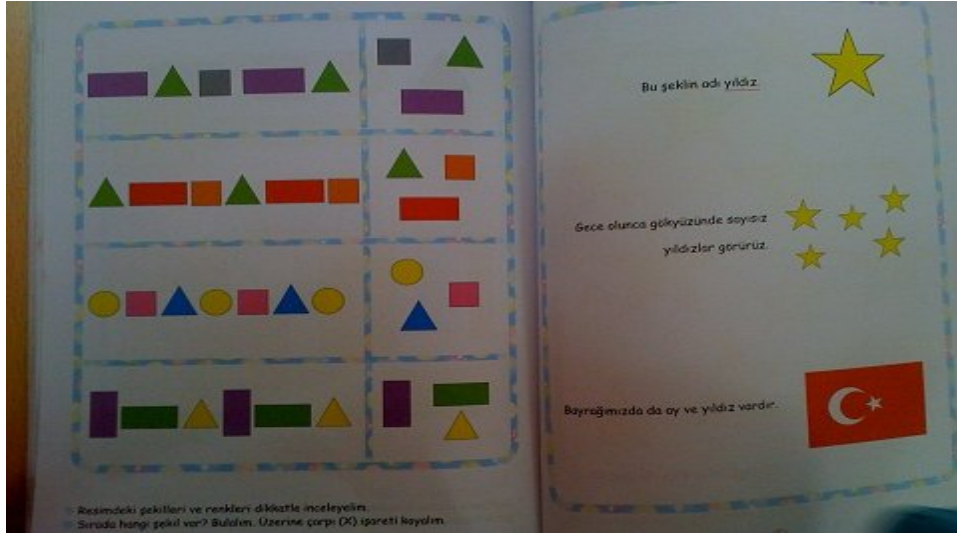 Resimdeki şekilleri ve renkleri dikkatle inceleyelim.
Sırada hangi şekil var? Bulalım. Üzerine çarpı (X) işareti koyalım.
Bu şeklin adı yıldız.
Gece olunca gökyüzünde sayısız
yıldızlar görürüz.
Bayrağımızda da ay ve yıldız vardır.